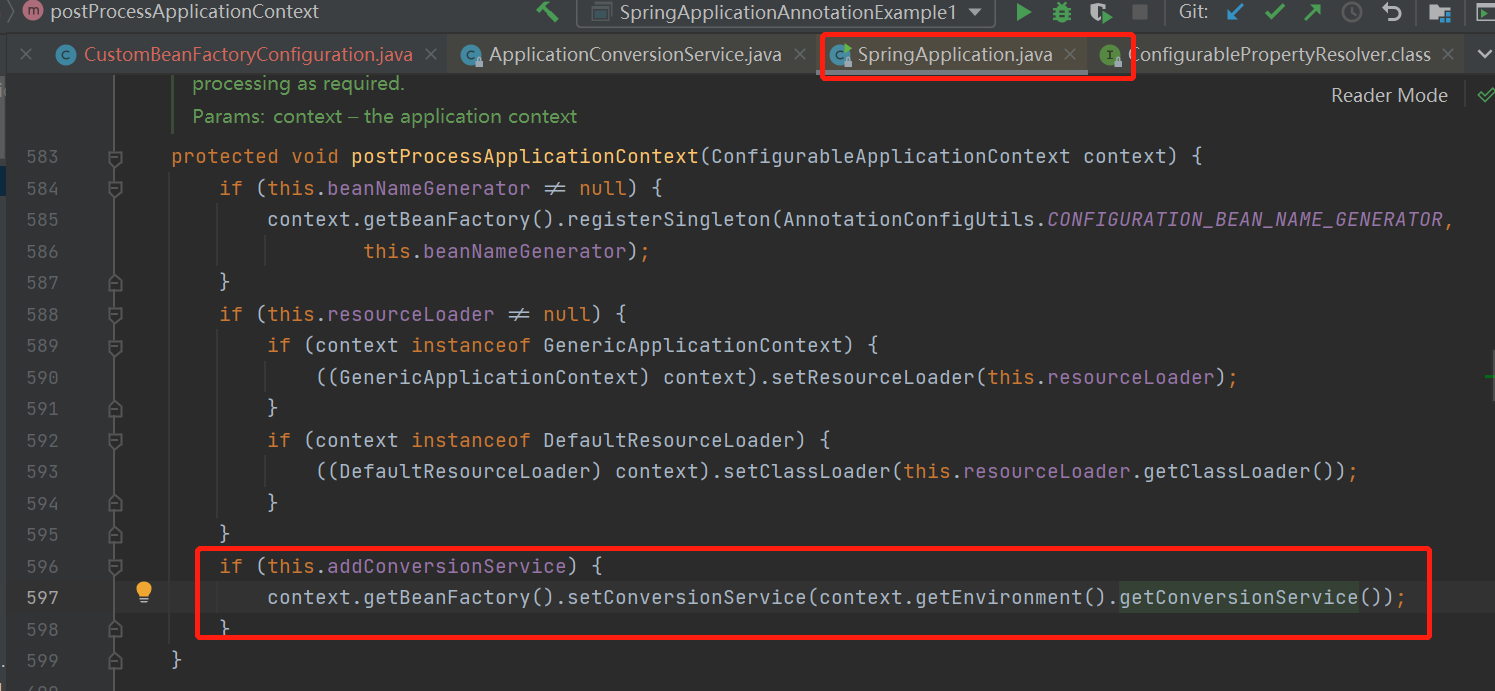 m postProcessApplicationContext SpringApplicationAnnotationExample1 Git:
C CustomBeanFactoryConfiguration.java C ApplicationConversionService.java C SpringApplication.java I ConfigurablePropertyResolver.class
processing as required.
Reader Mode
Params: context – the application context
583 protected void postProcessApplicationContext(ConfigurableApplicationContext context) {
584 if (this.beanNameGenerator ≠ null) {
585 context.getBeanFactory().registerSingleton(AnnotationConfigUtils.CONFIGURATION_BEAN_NAME_GENERATOR,
586 this.beanNameGenerator);
587 }
588 if (this.resourceLoader ≠ null) {
589 if (context instanceof GenericApplicationContext) {
590 ((GenericApplicationContext) context).setResourceLoader(this.resourceLoader);
591 }
592 if (context instanceof DefaultResourceLoader) {
593 ((DefaultResourceLoader) context).setClassLoader(this.resourceLoader.getClassLoader());
594 }
595 }
596 if (this.addConversionService) {
597 context.getBeanFactory().setConversionService(context.getEnvironment().getConversionService());
598 }
599 }